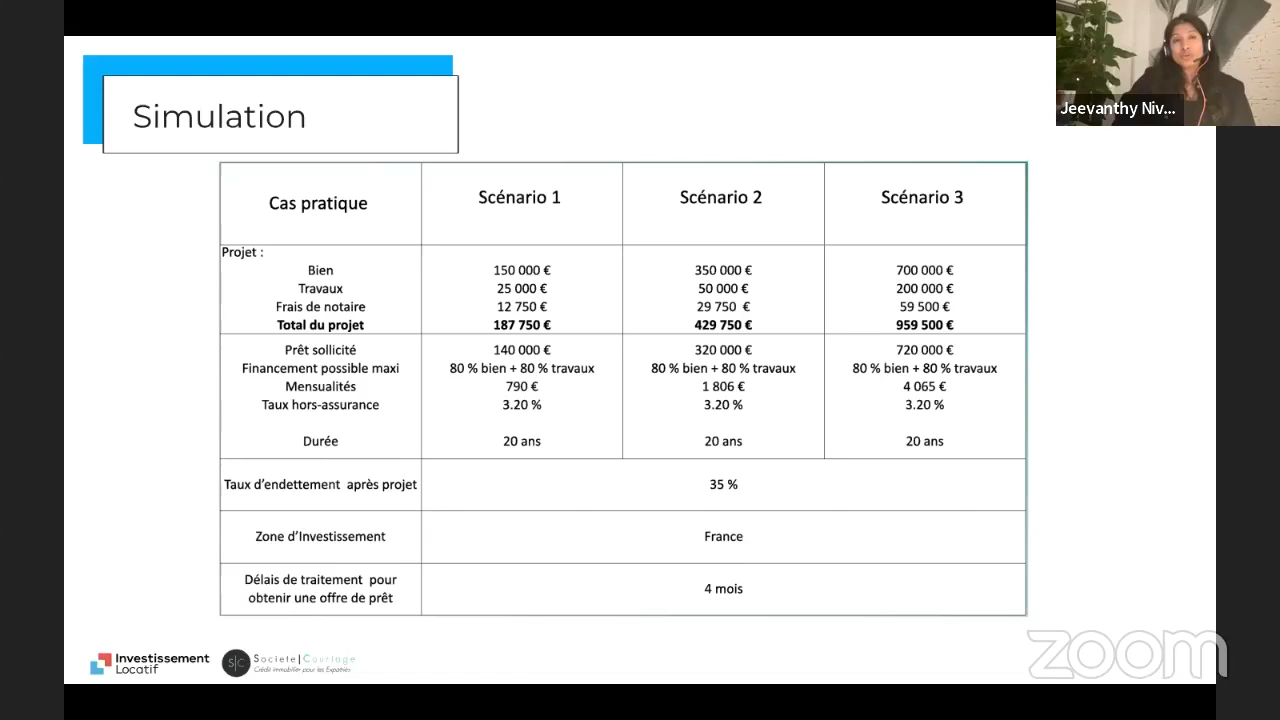 Jeevanthy Niv...
Simulation
Cas pratique Scénario 1 Scénario 2 Scénario 3
Projet :
Bien 150 000 € 350 000 € 700 000 €
Travaux 25 000 € 50 000 € 200 000 €
Frais de notaire 12 750 € 29 750 € 59 500 €
Total du projet 187 750 € 429 750 € 959 500 €
Prêt sollicité 140 000 € 320 000 € 720 000 €
Financement possible maxi 80 % bien + 80 % travaux 80 % bien + 80 % travaux 80 % bien + 80 % travaux
Mensualités 790 € 1 806 € 4 065 €
Taux hors-assurance 3.20 % 3.20 % 3.20 %
Durée 20 ans 20 ans 20 ans
Taux d'endettement après projet 35 %
Zone d'Investissement France
Délais de traitement pour
obtenir une offre de prêt
4 mois
Investissement
Locatif
S|C
Societe|Courtage
Crédit immobilier pour les Expatriés
zoom